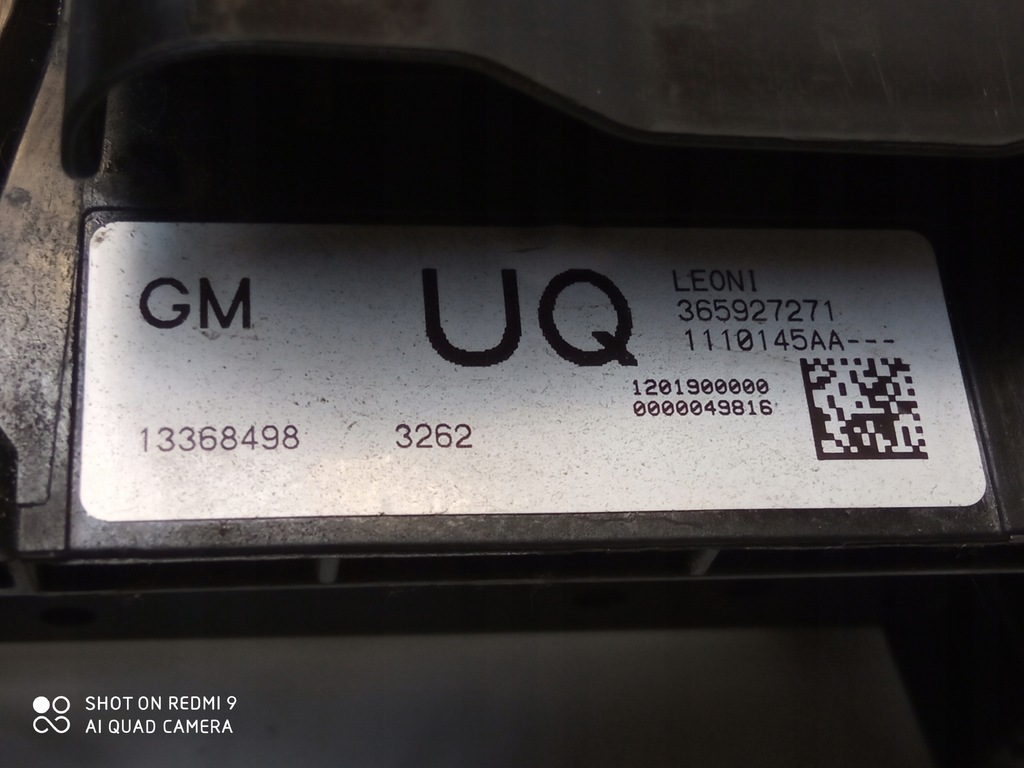 GM
UQ
LEONI
365927271
1110145AA---
1201900000
0000049816
13368498 3262
SHOT ON REDMI 9
AI QUAD CAMERA